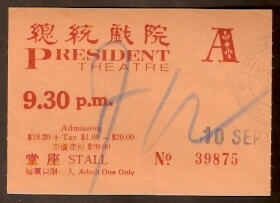 總統戲院 A
PRESIDENT
THEATRE
9.30 p.m.
Admission
$18.20 + Tax $1.80 — $20.00
堂座 STALL № 39875
10 SEP
每票只限一人 Admit One Only